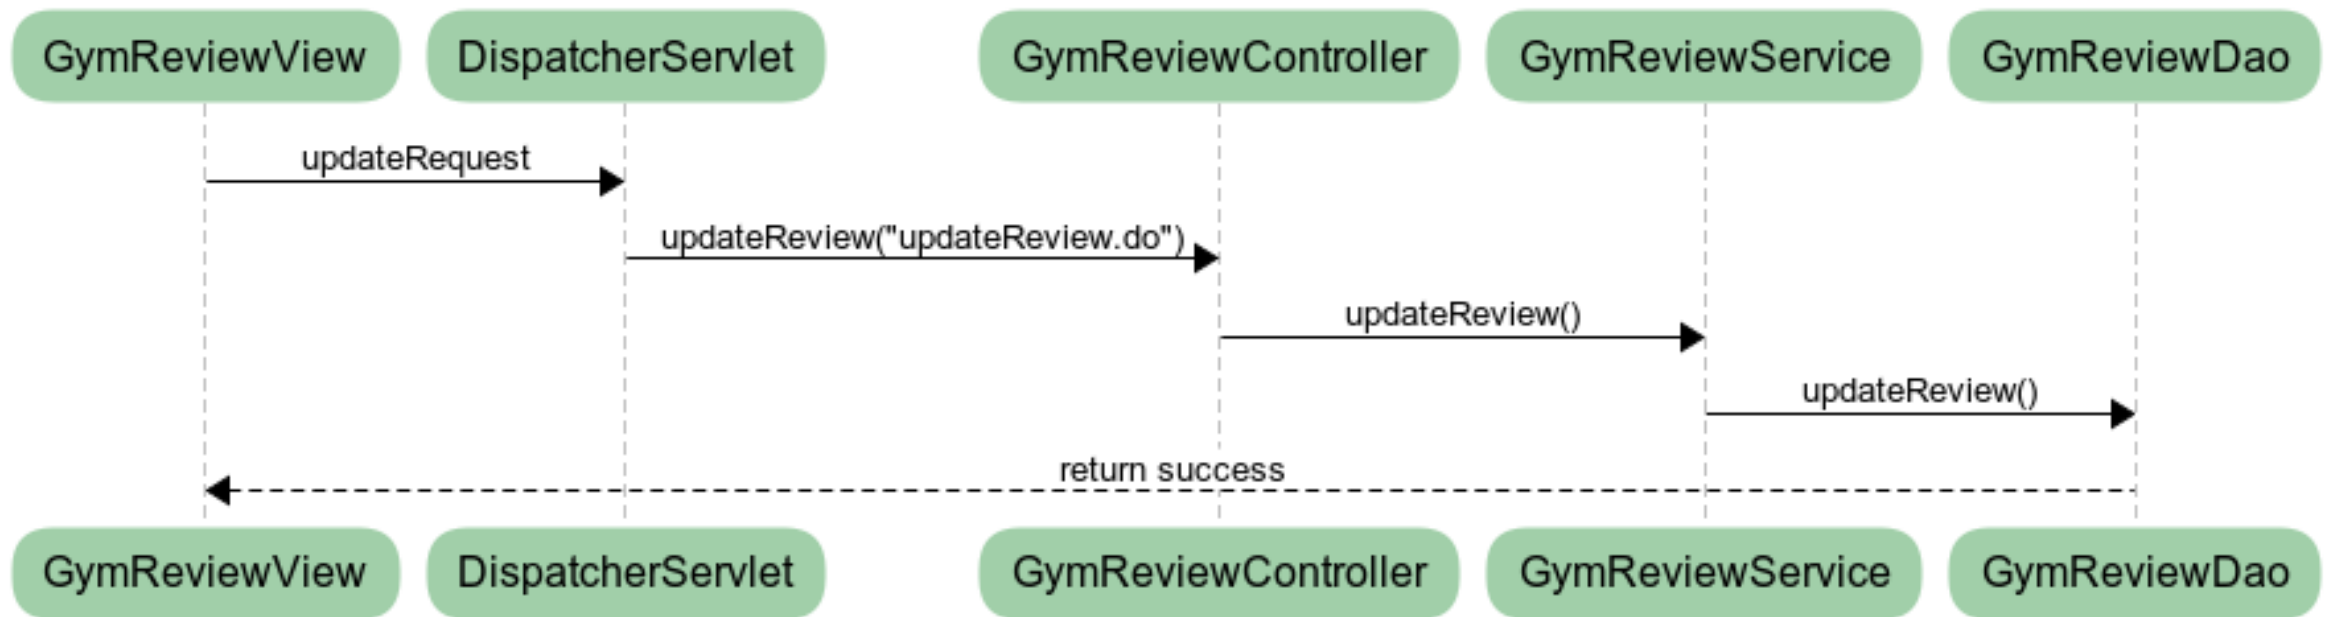 GymReviewView
DispatcherServlet
GymReviewController
GymReviewService
GymReviewDao
updateRequest
updateReview("updateReview.do")
updateReview()
updateReview()
return success
GymReviewView
DispatcherServlet
GymReviewController
GymReviewService
GymReviewDao